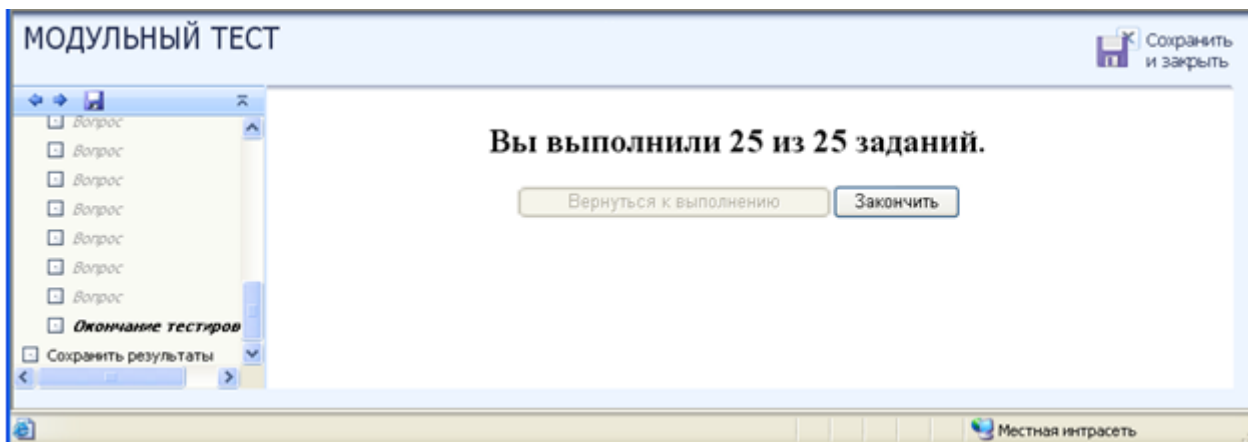 МОДУЛЬНЫЙ ТЕСТ
Сохранить
и закрыть
Вопрос
Вопрос
Вопрос
Вопрос
Вопрос
Вопрос
Вопрос
Окончание тестиров
Сохранить результаты
Вы выполнили 25 из 25 заданий.
Вернуться к выполнению
Закончить
Местная интрасеть